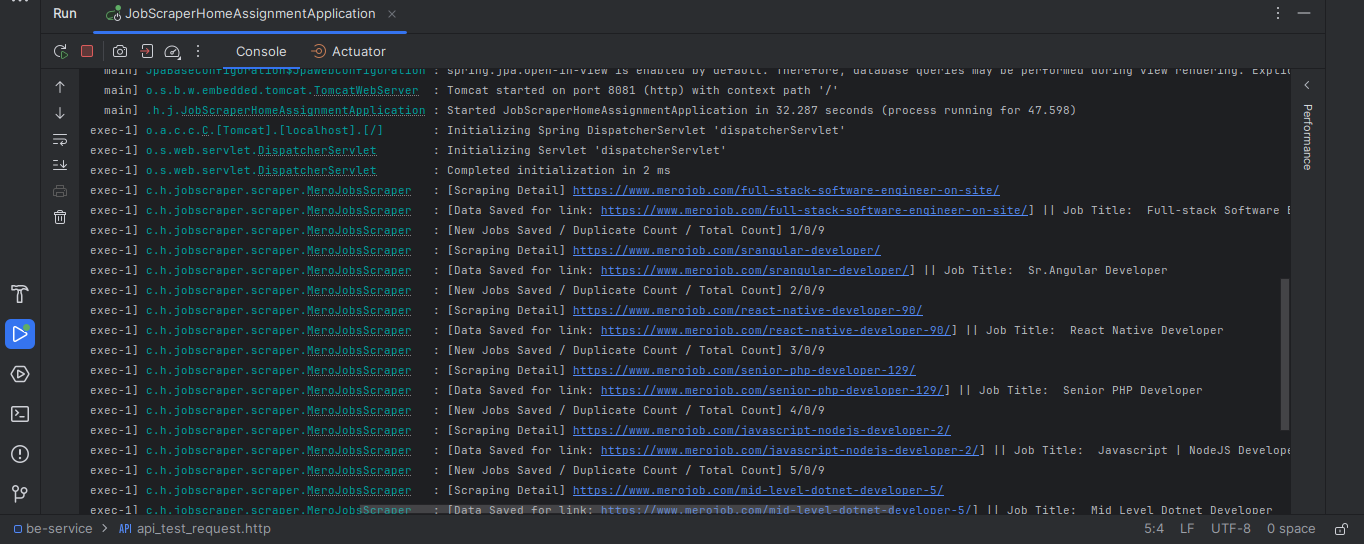 Run JobScraperHomeAssignmentApplication ×
Console Actuator
main] JpaBaseConfiguration$JpaWebConfiguration : spring.jpa.open-in-view is enabled by default. Therefore, database queries may be performed during view rendering. Expli
main] o.s.b.w.embedded.tomcat.TomcatWebServer : Tomcat started on port 8081 (http) with context path '/'
main] .h.j.JobScraperHomeAssignmentApplication : Started JobScraperHomeAssignmentApplication in 32.287 seconds (process running for 47.598)
exec-1] o.a.c.c.C.[Tomcat].[localhost].[/] : Initializing Spring DispatcherServlet 'dispatcherServlet'
exec-1] o.s.web.servlet.DispatcherServlet : Initializing Servlet 'dispatcherServlet'
exec-1] o.s.web.servlet.DispatcherServlet : Completed initialization in 2 ms
exec-1] c.h.jobscraper.scraper.MeroJobsScraper : [Scraping Detail] https://www.merojob.com/full-stack-software-engineer-on-site/
exec-1] c.h.jobscraper.scraper.MeroJobsScraper : [Data Saved for link: https://www.merojob.com/full-stack-software-engineer-on-site/] || Job Title: Full-stack Software E
exec-1] c.h.jobscraper.scraper.MeroJobsScraper : [New Jobs Saved / Duplicate Count / Total Count] 1/0/9
exec-1] c.h.jobscraper.scraper.MeroJobsScraper : [Scraping Detail] https://www.merojob.com/srangular-developer/
exec-1] c.h.jobscraper.scraper.MeroJobsScraper : [Data Saved for link: https://www.merojob.com/srangular-developer/] || Job Title: Sr.Angular Developer
exec-1] c.h.jobscraper.scraper.MeroJobsScraper : [New Jobs Saved / Duplicate Count / Total Count] 2/0/9
exec-1] c.h.jobscraper.scraper.MeroJobsScraper : [Scraping Detail] https://www.merojob.com/react-native-developer-90/
exec-1] c.h.jobscraper.scraper.MeroJobsScraper : [Data Saved for link: https://www.merojob.com/react-native-developer-90/] || Job Title: React Native Developer
exec-1] c.h.jobscraper.scraper.MeroJobsScraper : [New Jobs Saved / Duplicate Count / Total Count] 3/0/9
exec-1] c.h.jobscraper.scraper.MeroJobsScraper : [Scraping Detail] https://www.merojob.com/senior-php-developer-129/
exec-1] c.h.jobscraper.scraper.MeroJobsScraper : [Data Saved for link: https://www.merojob.com/senior-php-developer-129/] || Job Title: Senior PHP Developer
exec-1] c.h.jobscraper.scraper.MeroJobsScraper : [New Jobs Saved / Duplicate Count / Total Count] 4/0/9
exec-1] c.h.jobscraper.scraper.MeroJobsScraper : [Scraping Detail] https://www.merojob.com/javascript-nodejs-developer-2/
exec-1] c.h.jobscraper.scraper.MeroJobsScraper : [Data Saved for link: https://www.merojob.com/javascript-nodejs-developer-2/] || Job Title: Javascript | NodeJS Develope
exec-1] c.h.jobscraper.scraper.MeroJobsScraper : [New Jobs Saved / Duplicate Count / Total Count] 5/0/9
exec-1] c.h.jobscraper.scraper.MeroJobsScraper : [Scraping Detail] https://www.merojob.com/mid-level-dotnet-developer-5/
exec-1] c.h.jobscraper.scraper.MeroJobsScraper : [Data Saved for link: https://www.merojob.com/mid-level-dotnet-developer-5/] || Job Title: Mid Level Dotnet Developer
Performance
be-service > API api_test_request.http 5:4 LF UTF-8 0 space